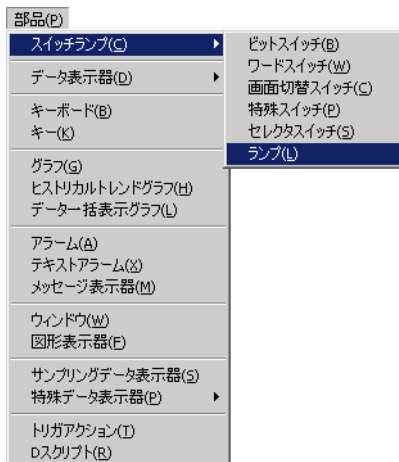 部品(P)
スイッチランプ(C)
データ表示器(D)
キーボード(B)
キー(K)
グラフ(G)
ヒストリカルトレンドグラフ(H)
データ一括表示グラフ(L)
アラーム(A)
テキストアラーム(X)
メッセージ表示器(M)
ウィンドウ(W)
図形表示器(F)
サンプリングデータ表示器(S)
特殊データ表示器(P)
トリガアクション(T)
Dスクリプト(R)
ビットスイッチ(B)
ワードスイッチ(W)
画面切替スイッチ(C)
特殊スイッチ(P)
セレクタスイッチ(S)
ランプ(L)